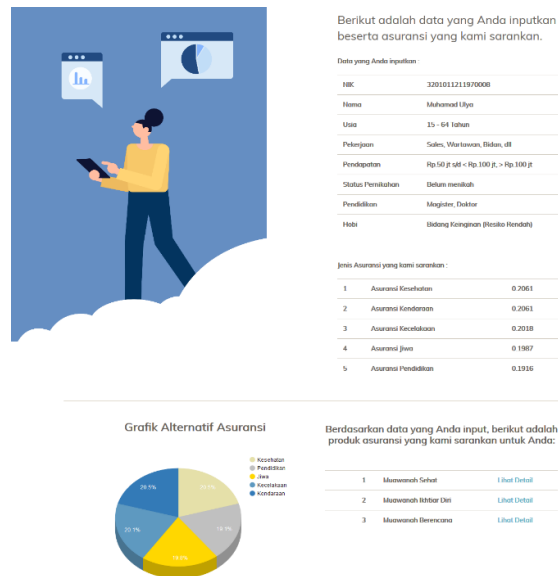 Berikut adalah data yang Anda inputkan
beserta asuransi yang kami sarankan.
Data yang Anda inputkan :
NIK 3201011211970008
Nama Muhamad Ulya
Usia 15 - 64 Tahun
Pekerjaan Sales, Wartawan, Bidan, dll
Pendapatan Rp.50 jt s/d < Rp.100 jt, > Rp.100 jt
Status Pernikahan Belum menikah
Pendidikan Magister, Doktor
Hobi Bidang Keinginan (Resiko Rendah)
Jenis Asuransi yang kami sarankan :
1 Asuransi Kesehatan 0.2061
2 Asuransi Kendaraan 0.2061
3 Asuransi Kecelakaan 0.2018
4 Asuransi Jiwa 0.1987
5 Asuransi Pendidikan 0.1916
Grafik Alternatif Asuransi
Kesehatan
Pendidikan
Jiwa
Kecelakaan
Kendaraan
20.5%
20.1%
Berdasarkan data yang Anda input, berikut adalah
produk asuransi yang kami sarankan untuk Anda:
1 Muawanah Sehat Lihat Detail
2 Muawanah Ikhbar Diri Lihat Detail
3 Muawanah Berencana Lihat Detail